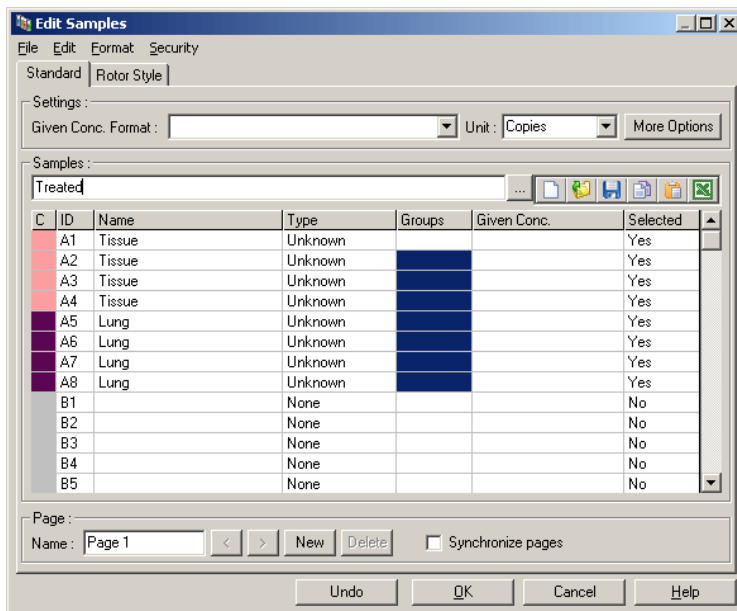 Edit Samples
File Edit Format Security
Standard Rotor Style
Settings :
Given Conc. Format : Unit : Copies More Options
Samples :
Treated ...
C ID Name Type Groups Given Conc. Selected
A1 Tissue Unknown Yes
A2 Tissue Unknown Yes
A3 Tissue Unknown Yes
A4 Tissue Unknown Yes
A5 Lung Unknown Yes
A6 Lung Unknown Yes
A7 Lung Unknown Yes
A8 Lung Unknown Yes
B1 None No
B2 None No
B3 None No
B4 None No
B5 None No
Page :
Name : Page 1 < > New Delete Synchronize pages
Undo OK Cancel Help